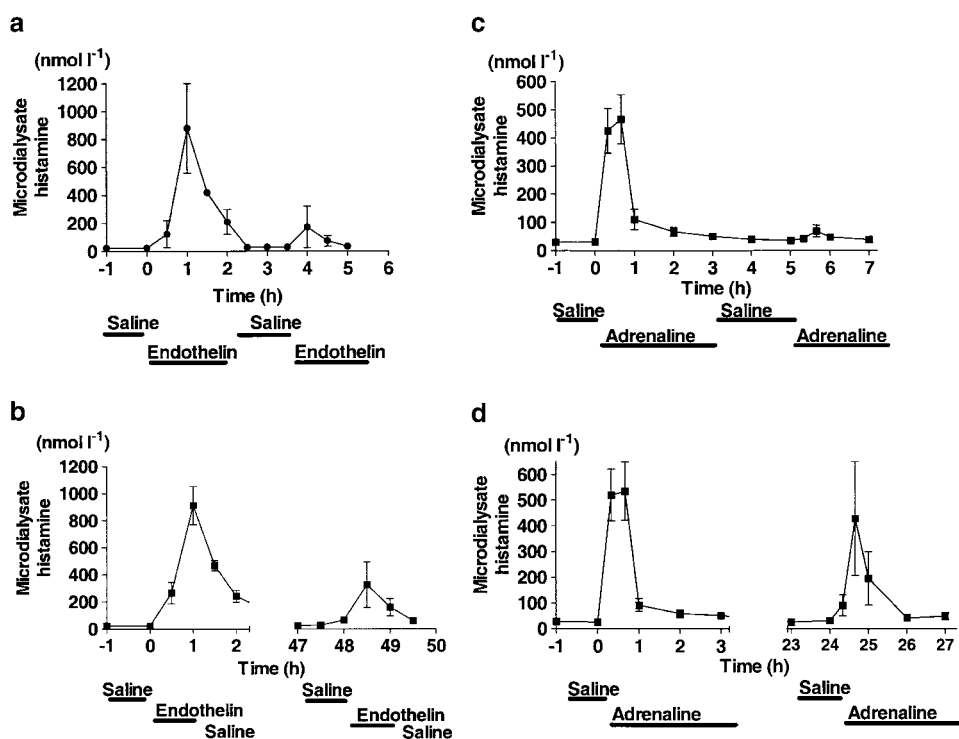 a
(nmol l⁻¹)
Microdialysate
histamine
1200
1000
800
600
400
200
0
-1 0 1 2 3 4 5 6
Time (h)
Saline Saline
Endothelin Endothelin
c
(nmol l⁻¹)
Microdialysate
histamine
600
500
400
300
200
100
0
-1 0 1 2 3 4 5 6 7
Time (h)
Saline Saline
Adrenaline Adrenaline
b
(nmol l⁻¹)
Microdialysate
histamine
1200
1000
800
600
400
200
0
-1 0 1 2 47 48 49 50
Time (h)
Saline Saline
Endothelin Endothelin
Saline Saline
d
(nmol l⁻¹)
Microdialysate
histamine
600
500
400
300
200
100
0
-1 0 1 2 3 23 24 25 26 27
Time (h)
Saline Saline
Adrenaline Adrenaline